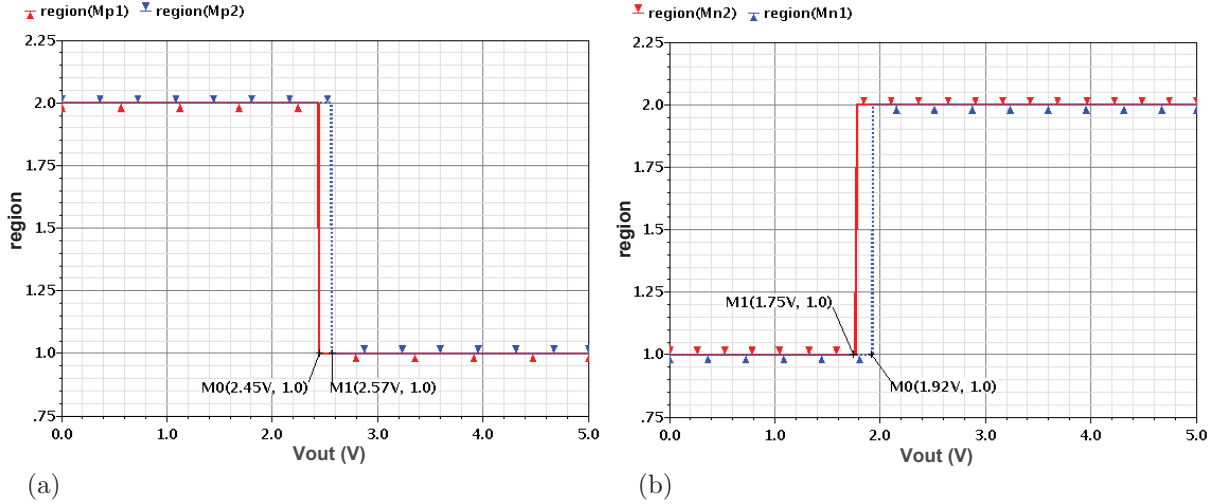 region(Mp1) region(Mp2)
2.25
2.0
1.75
1.5
1.25
1.0
.75
region
M0(2.45V, 1.0) M1(2.57V, 1.0)
0.0 1.0 2.0 3.0 4.0 5.0
Vout (V)
(a)
region(Mn2) region(Mn1)
2.25
2.0
1.75
1.5
1.25
1.0
.75
region
M1(1.75V, 1.0)
M0(1.92V, 1.0)
0.0 1.0 2.0 3.0 4.0 5.0
Vout (V)
(b)